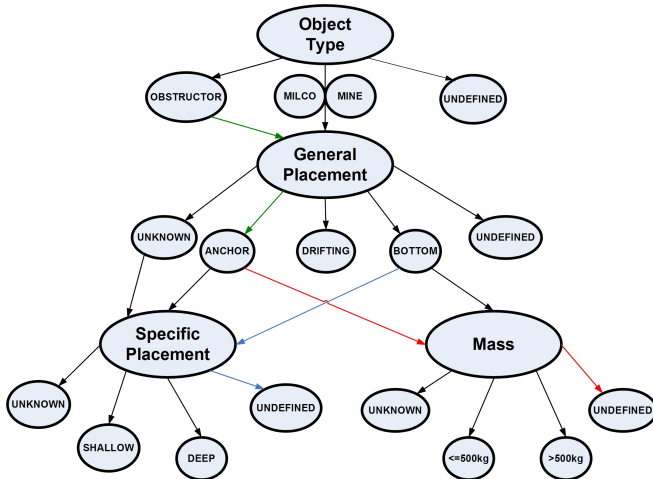 Object
Type
OBSTRUCTOR
MILCO
MINE
UNDEFINED
General
Placement
UNKNOWN
ANCHOR
DRIFTING
BOTTOM
UNDEFINED
Specific
Placement
Mass
UNKNOWN
UNDEFINED
UNKNOWN
UNDEFINED
SHALLOW
DEEP
<=500kg
>500kg